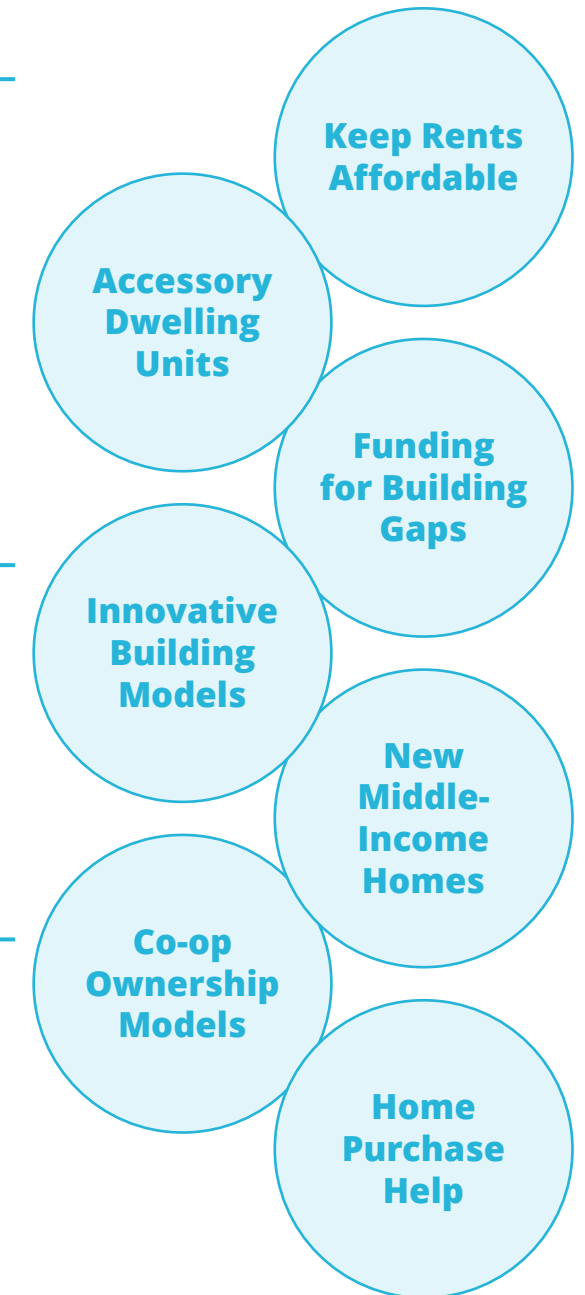 Keep Rents
Affordable
Accessory
Dwelling
Units
Funding
for Building
Gaps
Innovative
Building
Models
New
Middle-
Income
Homes
Co-op
Ownership
Models
Home
Purchase
Help